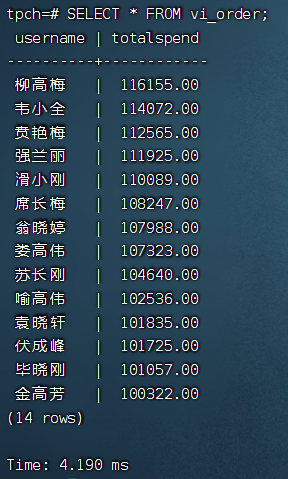 tpch=# SELECT * FROM vi_order;
username | totalspend
----------+------------
柳高梅 | 116155.00
韦小全 | 114072.00
贲艳梅 | 112565.00
强兰丽 | 111925.00
滑小刚 | 110089.00
席长梅 | 108247.00
翁晓婷 | 107988.00
娄高伟 | 107323.00
苏长刚 | 104640.00
喻高伟 | 102536.00
袁晓轩 | 101835.00
伏成峰 | 101725.00
毕晓刚 | 101057.00
金高芳 | 100322.00
(14 rows)
Time: 4.190 ms